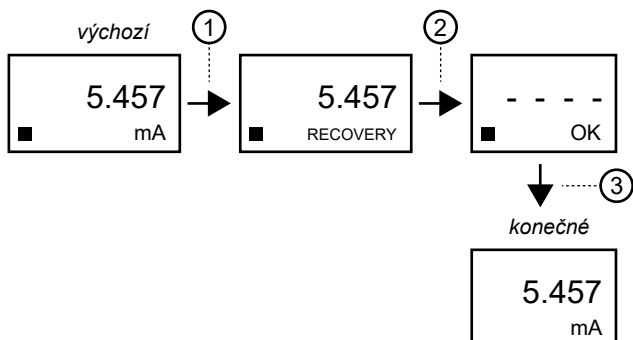 výchozí
1
2
5.457
mA
5.457
RECOVERY
- - - -
OK
3
konečné
5.457
mA